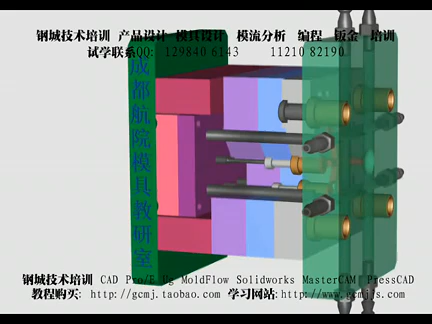 钢城技术培训 产品设计 模具设计 模流分析 编程 钣金 培训
试学联系QQ: 129840 6143 11210 82190
成都航院模具教研室
钢城技术培训 CAD Pro/E Ug MoldFlow Solidworks MasterCAM PressCAD
教程购买: http://gcmj.taobao.com 学习网站:http://www.gcmjjs.com